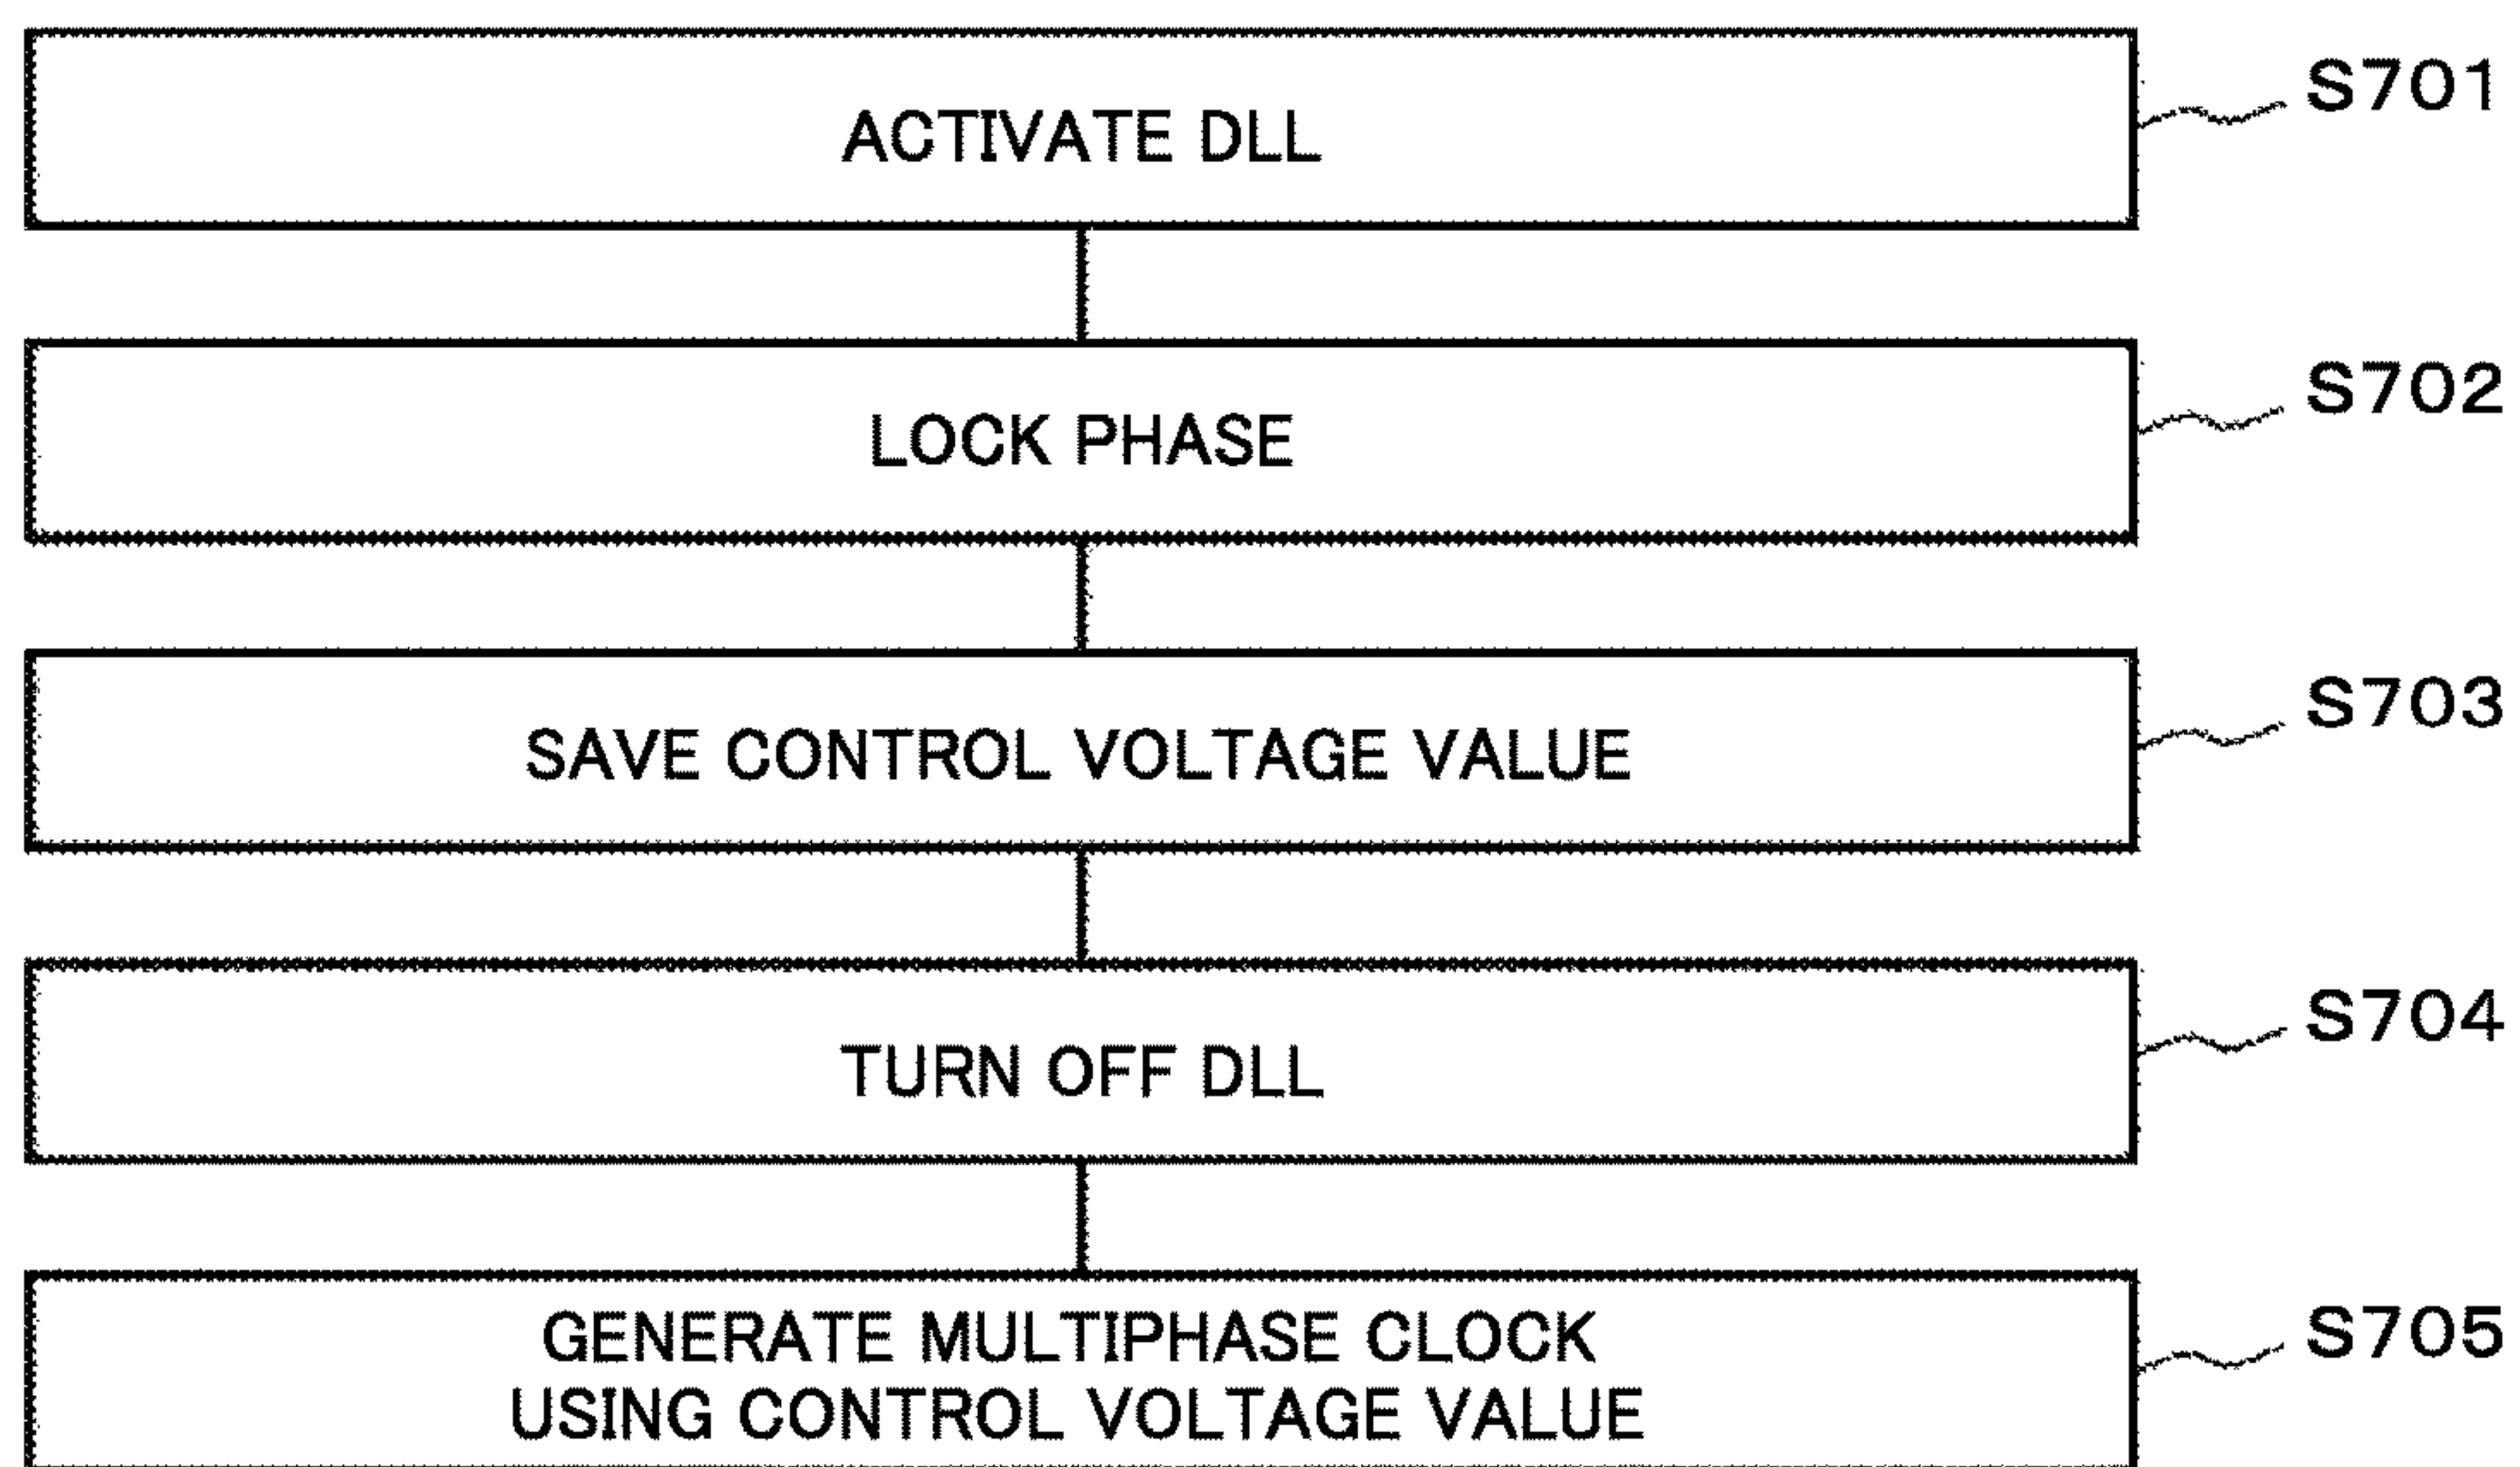 ACTIVATE DLL
S701
LOCK PHASE
S702
SAVE CONTROL VOLTAGE VALUE
S703
TURN OFF DLL
S704
GENERATE MULTIPHASE CLOCK
USING CONTROL VOLTAGE VALUE
S705